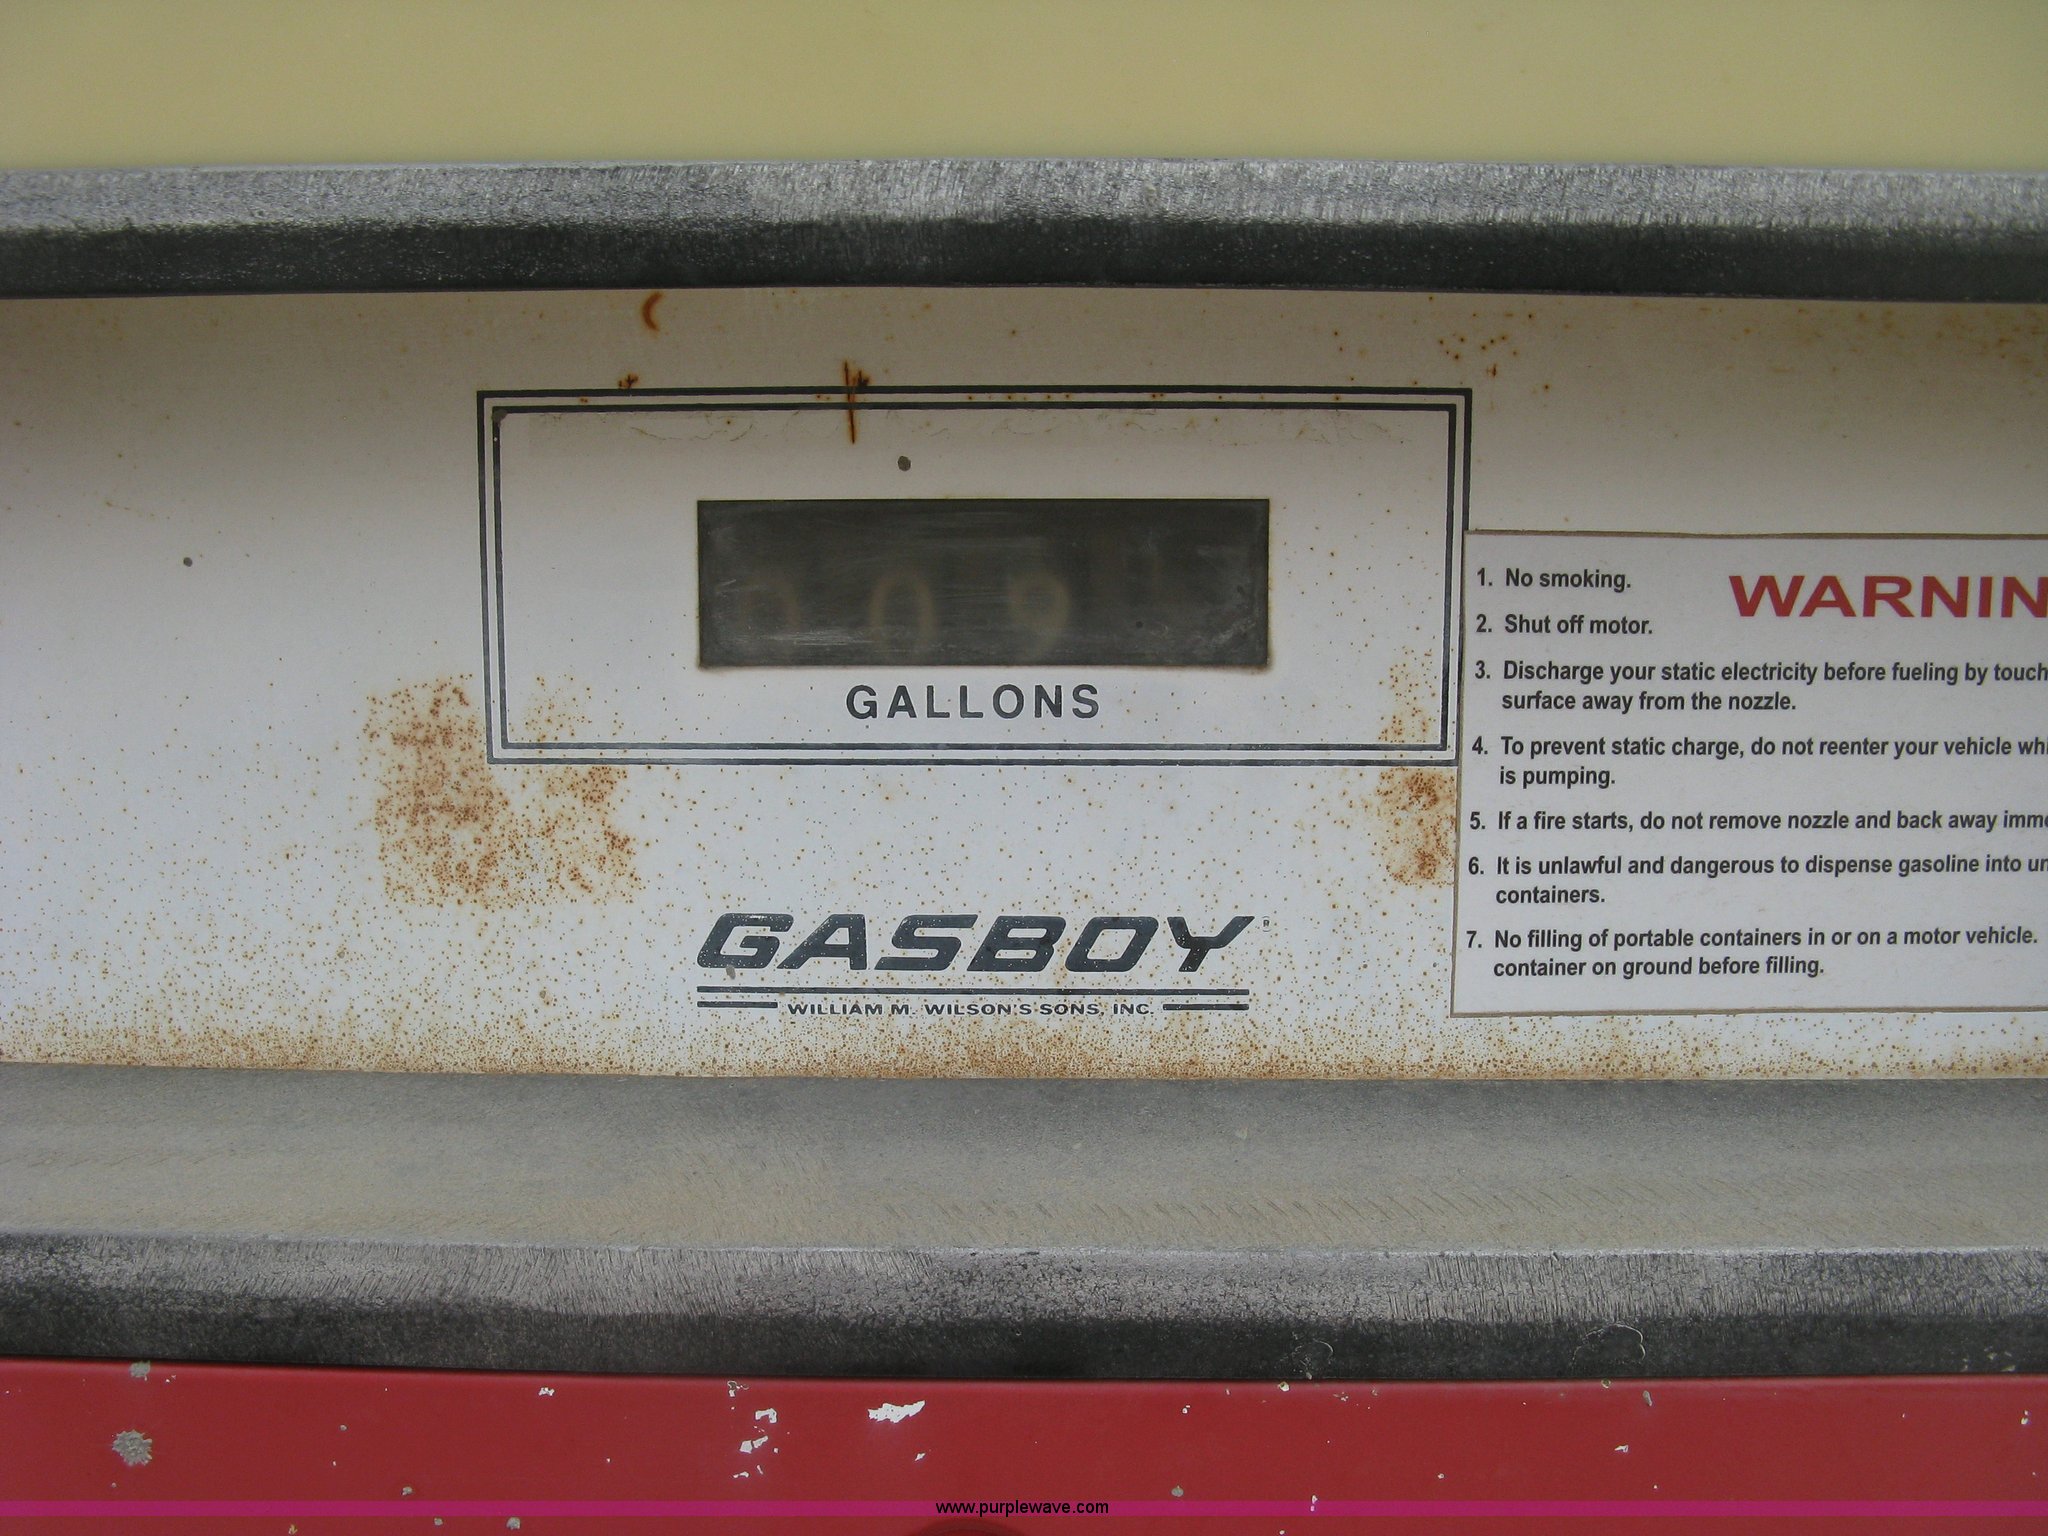 009
GALLONS
GASBOY®
WILLIAM M. WILSON'S SONS, INC.
WARNIN
1. No smoking.
2. Shut off motor.
3. Discharge your static electricity before fueling by touch
surface away from the nozzle.
4. To prevent static charge, do not reenter your vehicle whi
is pumping.
5. If a fire starts, do not remove nozzle and back away imme
6. It is unlawful and dangerous to dispense gasoline into un
containers.
7. No filling of portable containers in or on a motor vehicle.
container on ground before filling.
www.purplewave.com